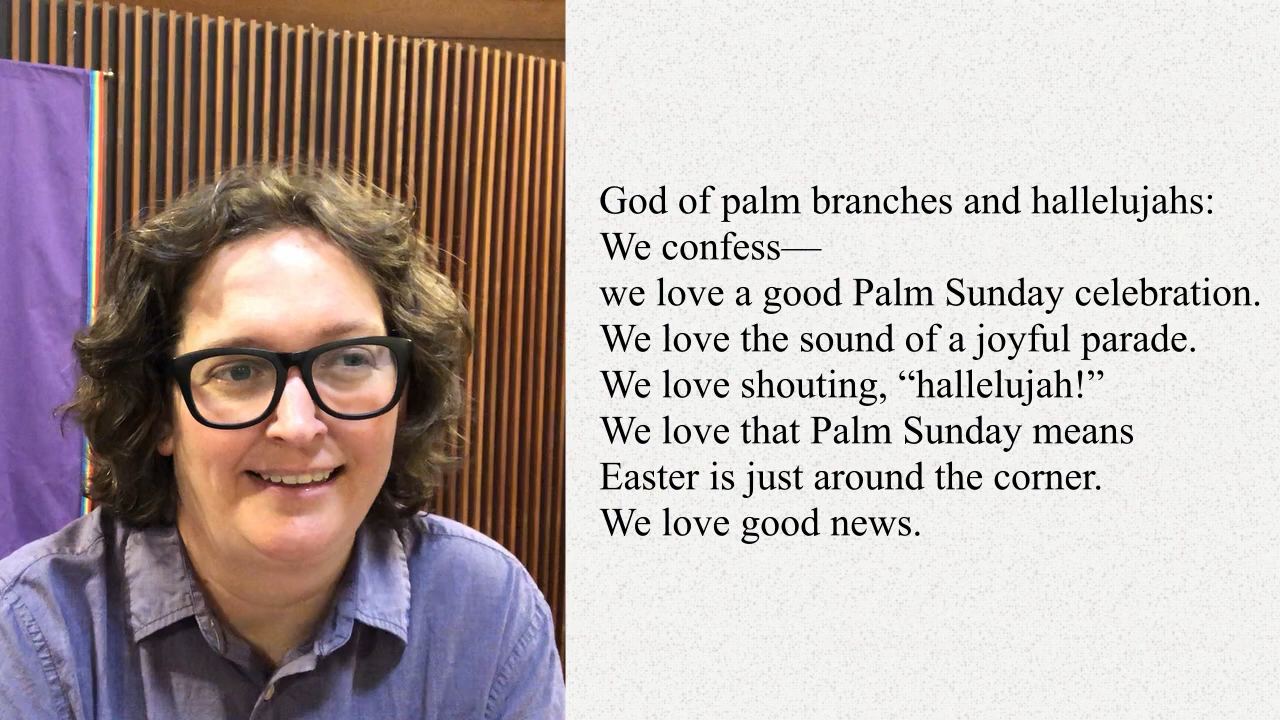 God of palm branches and hallelujahs:
We confess—
we love a good Palm Sunday celebration.
We love the sound of a joyful parade.
We love shouting, “hallelujah!”
We love that Palm Sunday means
Easter is just around the corner.
We love good news.